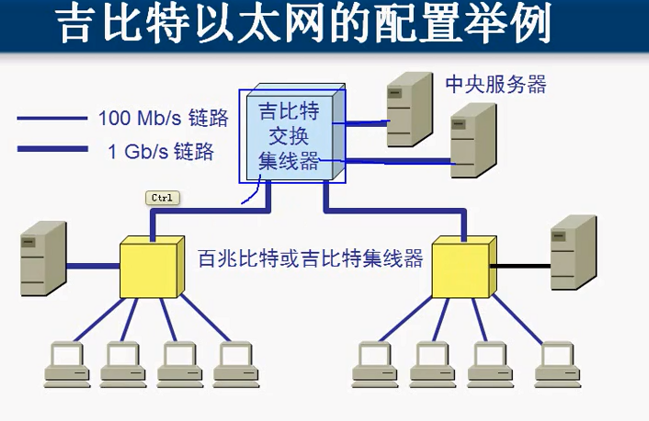 吉比特以太网的配置举例
中央服务器
吉比特
交换
集线器
100 Mb/s 链路
1 Gb/s 链路
Ctrl
百兆比特或吉比特集线器